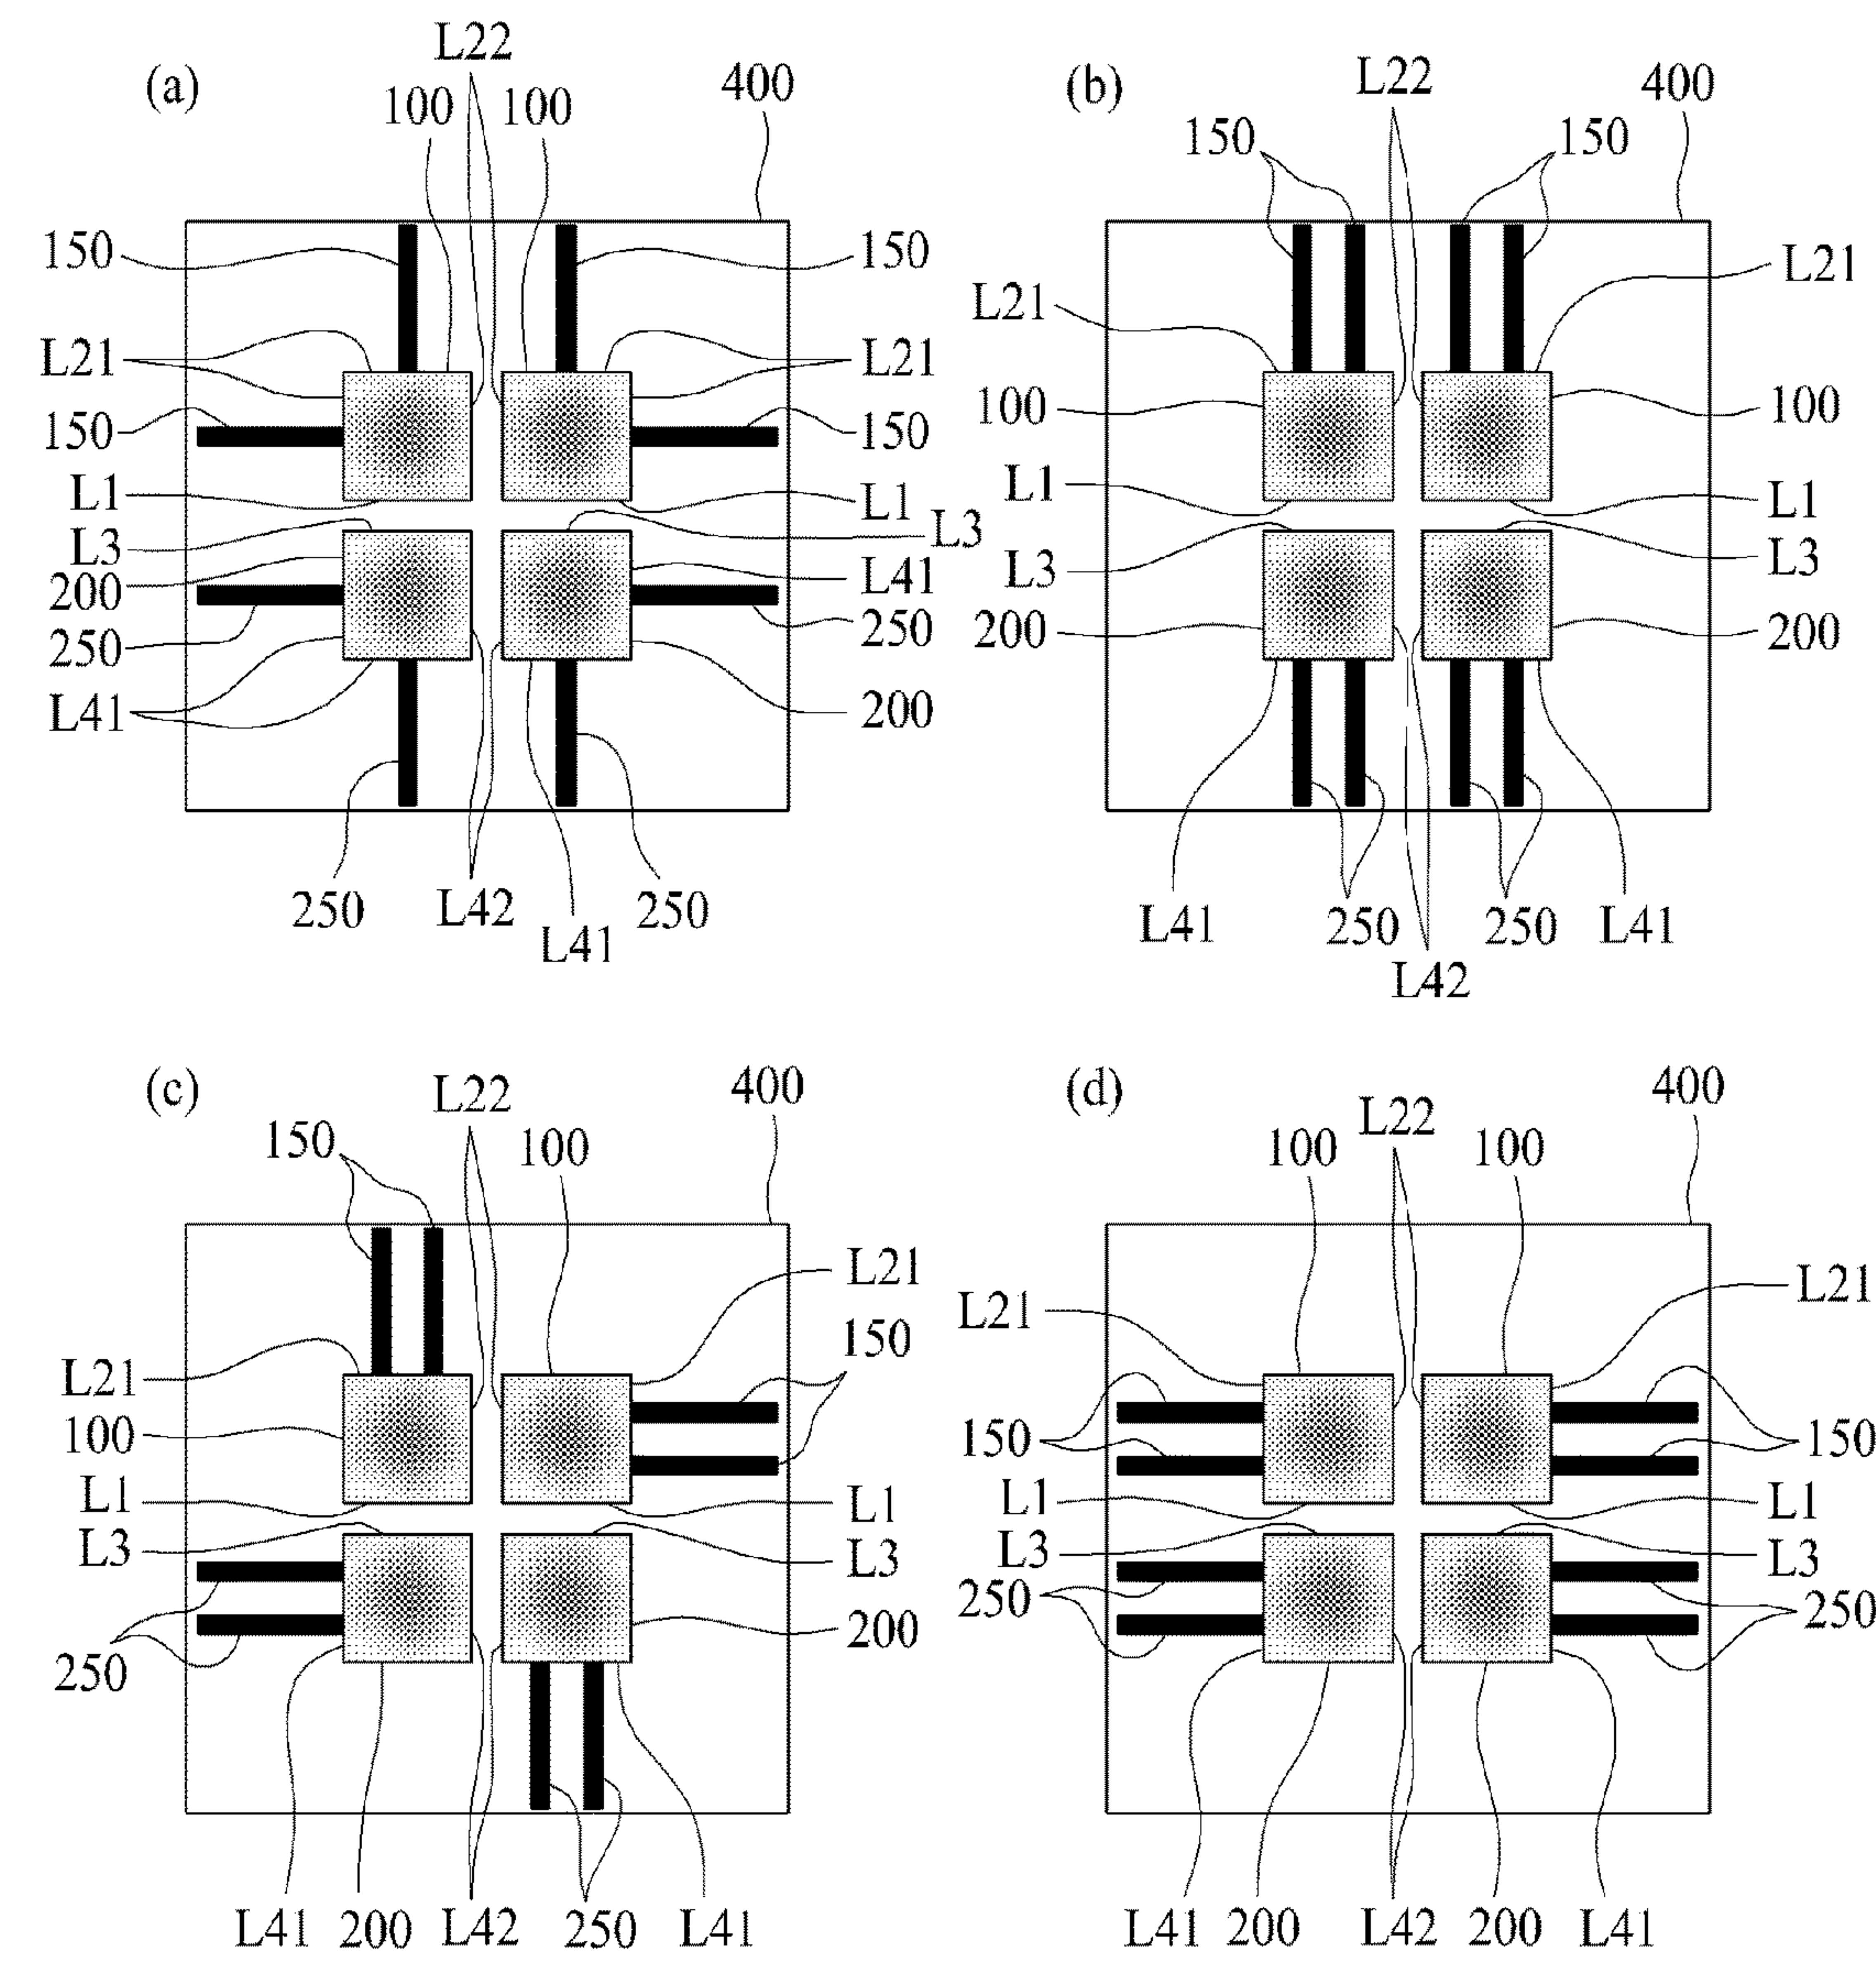 (a) L22 400
100 100
150 150
L21 L21
150 150
L1 L1
L3 L3
200 L41
250 250
L41 200
250 L42 250
L41
(b) L22 400
150 150
L21 L21
100 100
L1 L1
L3 L3
200 200
L41 250 250 L41
L42
(c) L22 400
150 100
L21
150
L21
100
L1 L1
L3 L3
200
250
L41 200 L42 250 L41
(d) L22 400
100 100
L21 L21
150 150
L1 L1
L3 L3
250 250
L41 200 L42 200 L41